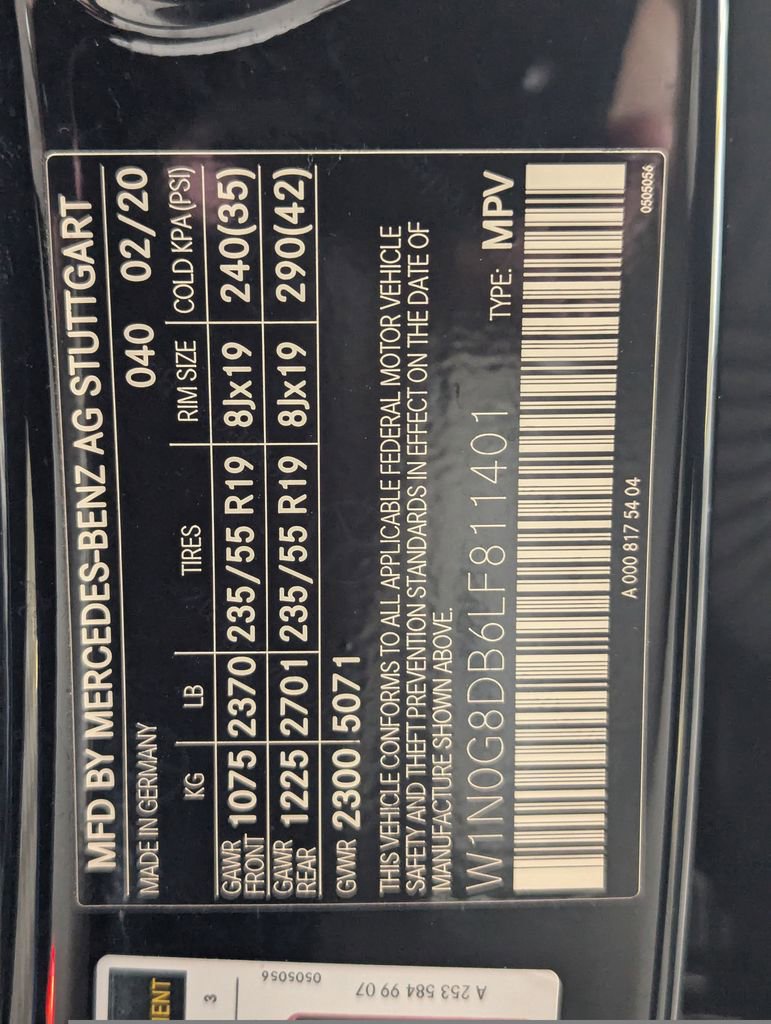 MFD BY MERCEDES-BENZ AG STUTTGART
MADE IN GERMANY 040 02/20
KG LB TIRES RIM SIZE COLD KPA (PSI)
GAWR FRONT 1075 2370 235/55 R19 8Jx19 240(35)
GAWR REAR 1225 2701 235/55 R19 8Jx19 290(42)
GVWR 2300 5071
THIS VEHICLE CONFORMS TO ALL APPLICABLE FEDERAL MOTOR VEHICLE
SAFETY AND THEFT PREVENTION STANDARDS IN EFFECT ON THE DATE OF
MANUFACTURE SHOWN ABOVE.
W1N0G8DB6LF811401 TYPE: MPV
A 000 817 54 04 0505056
ENT
3
0505056
A 253 584 99 07